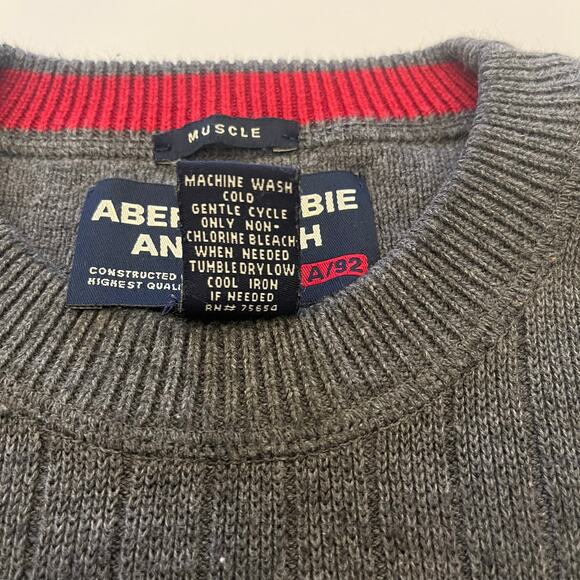 MUSCLE
MACHINE WASH
COLD
GENTLE CYCLE
ONLY NON-
CHLORINE BLEACH
WHEN NEEDED
TUMBLE DRY LOW
COOL IRON
IF NEEDED
RN# 75654
ABER BIE
AN H
CONSTRUCTED
HIGHEST QUAL
A/92